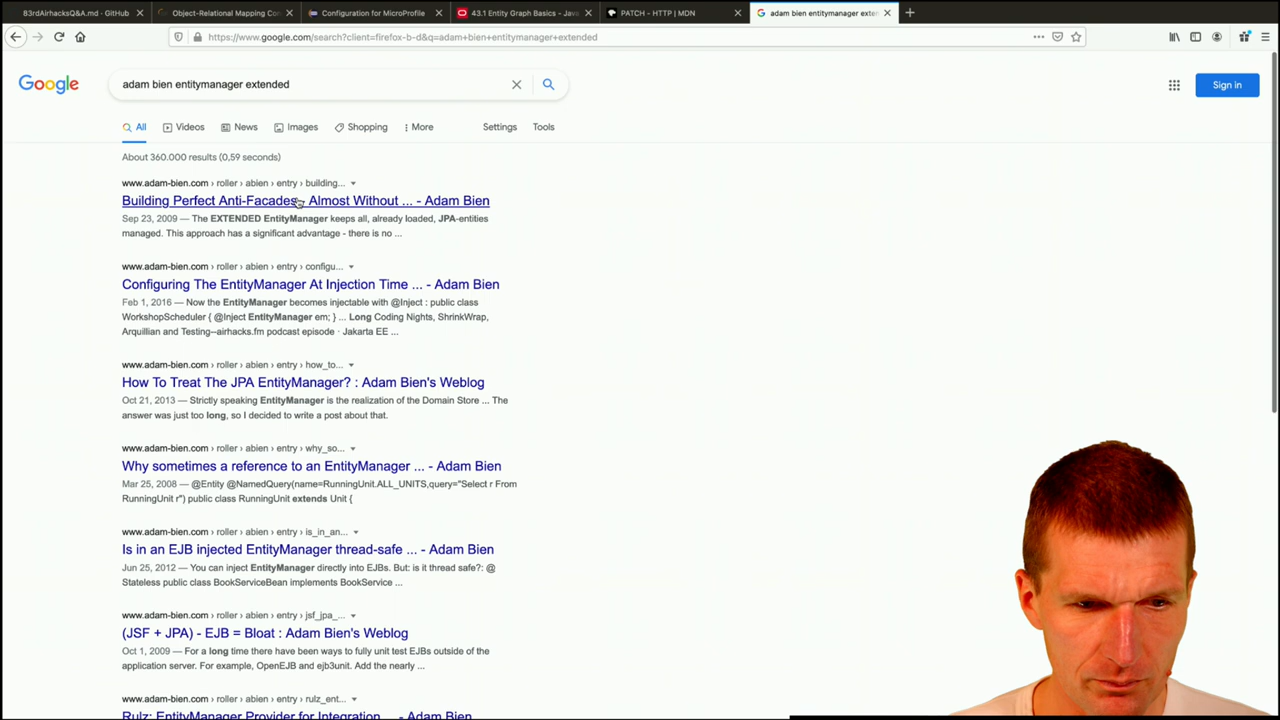 83rdAirhacksQ&A.md · GitHub
Object-Relational Mapping Con
Configuration for MicroProfile
43.1 Entity Graph Basics - Java
PATCH - HTTP | MDN
adam bien entitymanager exten
https://www.google.com/search?client=firefox-b-d&q=adam+bien+entitymanager+extended
Google
adam bien entitymanager extended
Sign in
All
Videos
News
Images
Shopping
More
Settings
Tools
About 360.000 results (0,59 seconds)
www.adam-bien.com › roller › abien › entry › building...
Building Perfect Anti-Facades- Almost Without ... - Adam Bien
Sep 23, 2009 — The EXTENDED EntityManager keeps all, already loaded, JPA-entities
managed. This approach has a significant advantage - there is no ...
www.adam-bien.com › roller › abien › entry › configu...
Configuring The EntityManager At Injection Time ... - Adam Bien
Feb 1, 2016 — Now the EntityManager becomes injectable with @Inject : public class
WorkshopScheduler { @Inject EntityManager em; } ... Long Coding Nights, ShrinkWrap,
Arquillian and Testing--airhacks.fm podcast episode · Jakarta EE ...
www.adam-bien.com › roller › abien › entry › how_to...
How To Treat The JPA EntityManager? : Adam Bien's Weblog
Oct 21, 2013 — Strictly speaking EntityManager is the realization of the Domain Store ... The
answer was just too long, so I decided to write a post about that.
www.adam-bien.com › roller › abien › entry › why_so...
Why sometimes a reference to an EntityManager ... - Adam Bien
Mar 25, 2008 — @Entity @NamedQuery(name=RunningUnit.ALL_UNITS,query="Select r From
RunningUnit r") public class RunningUnit extends Unit {
www.adam-bien.com › roller › abien › entry › is_in_an...
Is in an EJB injected EntityManager thread-safe ... - Adam Bien
Jun 25, 2012 — You can inject EntityManager directly into EJBs. But: is it thread safe?: @
Stateless public class BookServiceBean implements BookService ...
www.adam-bien.com › roller › abien › entry › jsf_jpa_...
(JSF + JPA) - EJB = Bloat : Adam Bien's Weblog
Oct 1, 2009 — For a long time there have been ways to fully unit test EJBs outside of the
application server. For example, OpenEJB and ejb3unit. Add the nearly ...
www.adam-bien.com › roller › abien › entry › rulz_ent...
Rulz: EntityManager Provider for Integration ... - Adam Bien